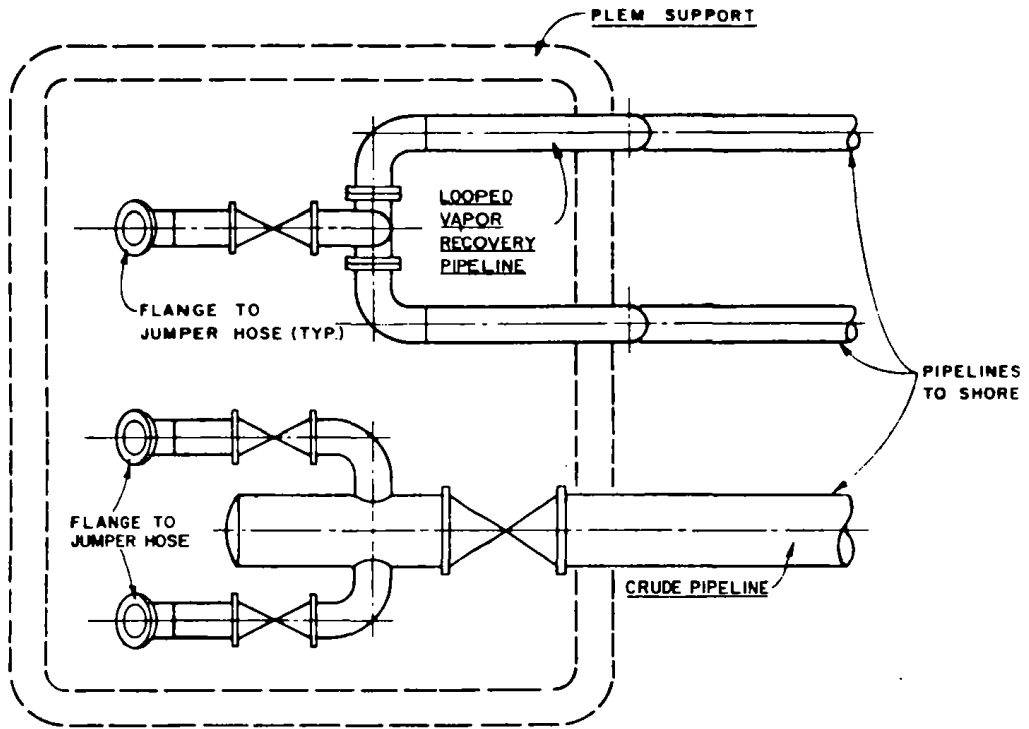 PLEM SUPPORT
LOOPED
VAPOR
RECOVERY
PIPELINE
FLANGE TO
JUMPER HOSE (TYP.)
PIPELINES
TO SHORE
FLANGE TO
JUMPER HOSE
CRUDE PIPELINE